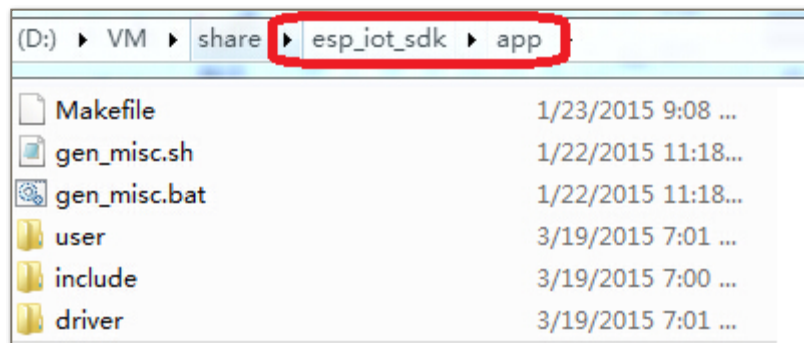 (D:) ▸ VM ▸ share ▸ esp_iot_sdk ▸ app
Makefile 1/23/2015 9:08 ...
gen_misc.sh 1/22/2015 11:18...
gen_misc.bat 1/22/2015 11:18...
user 3/19/2015 7:01 ...
include 3/19/2015 7:00 ...
driver 3/19/2015 7:01 ...